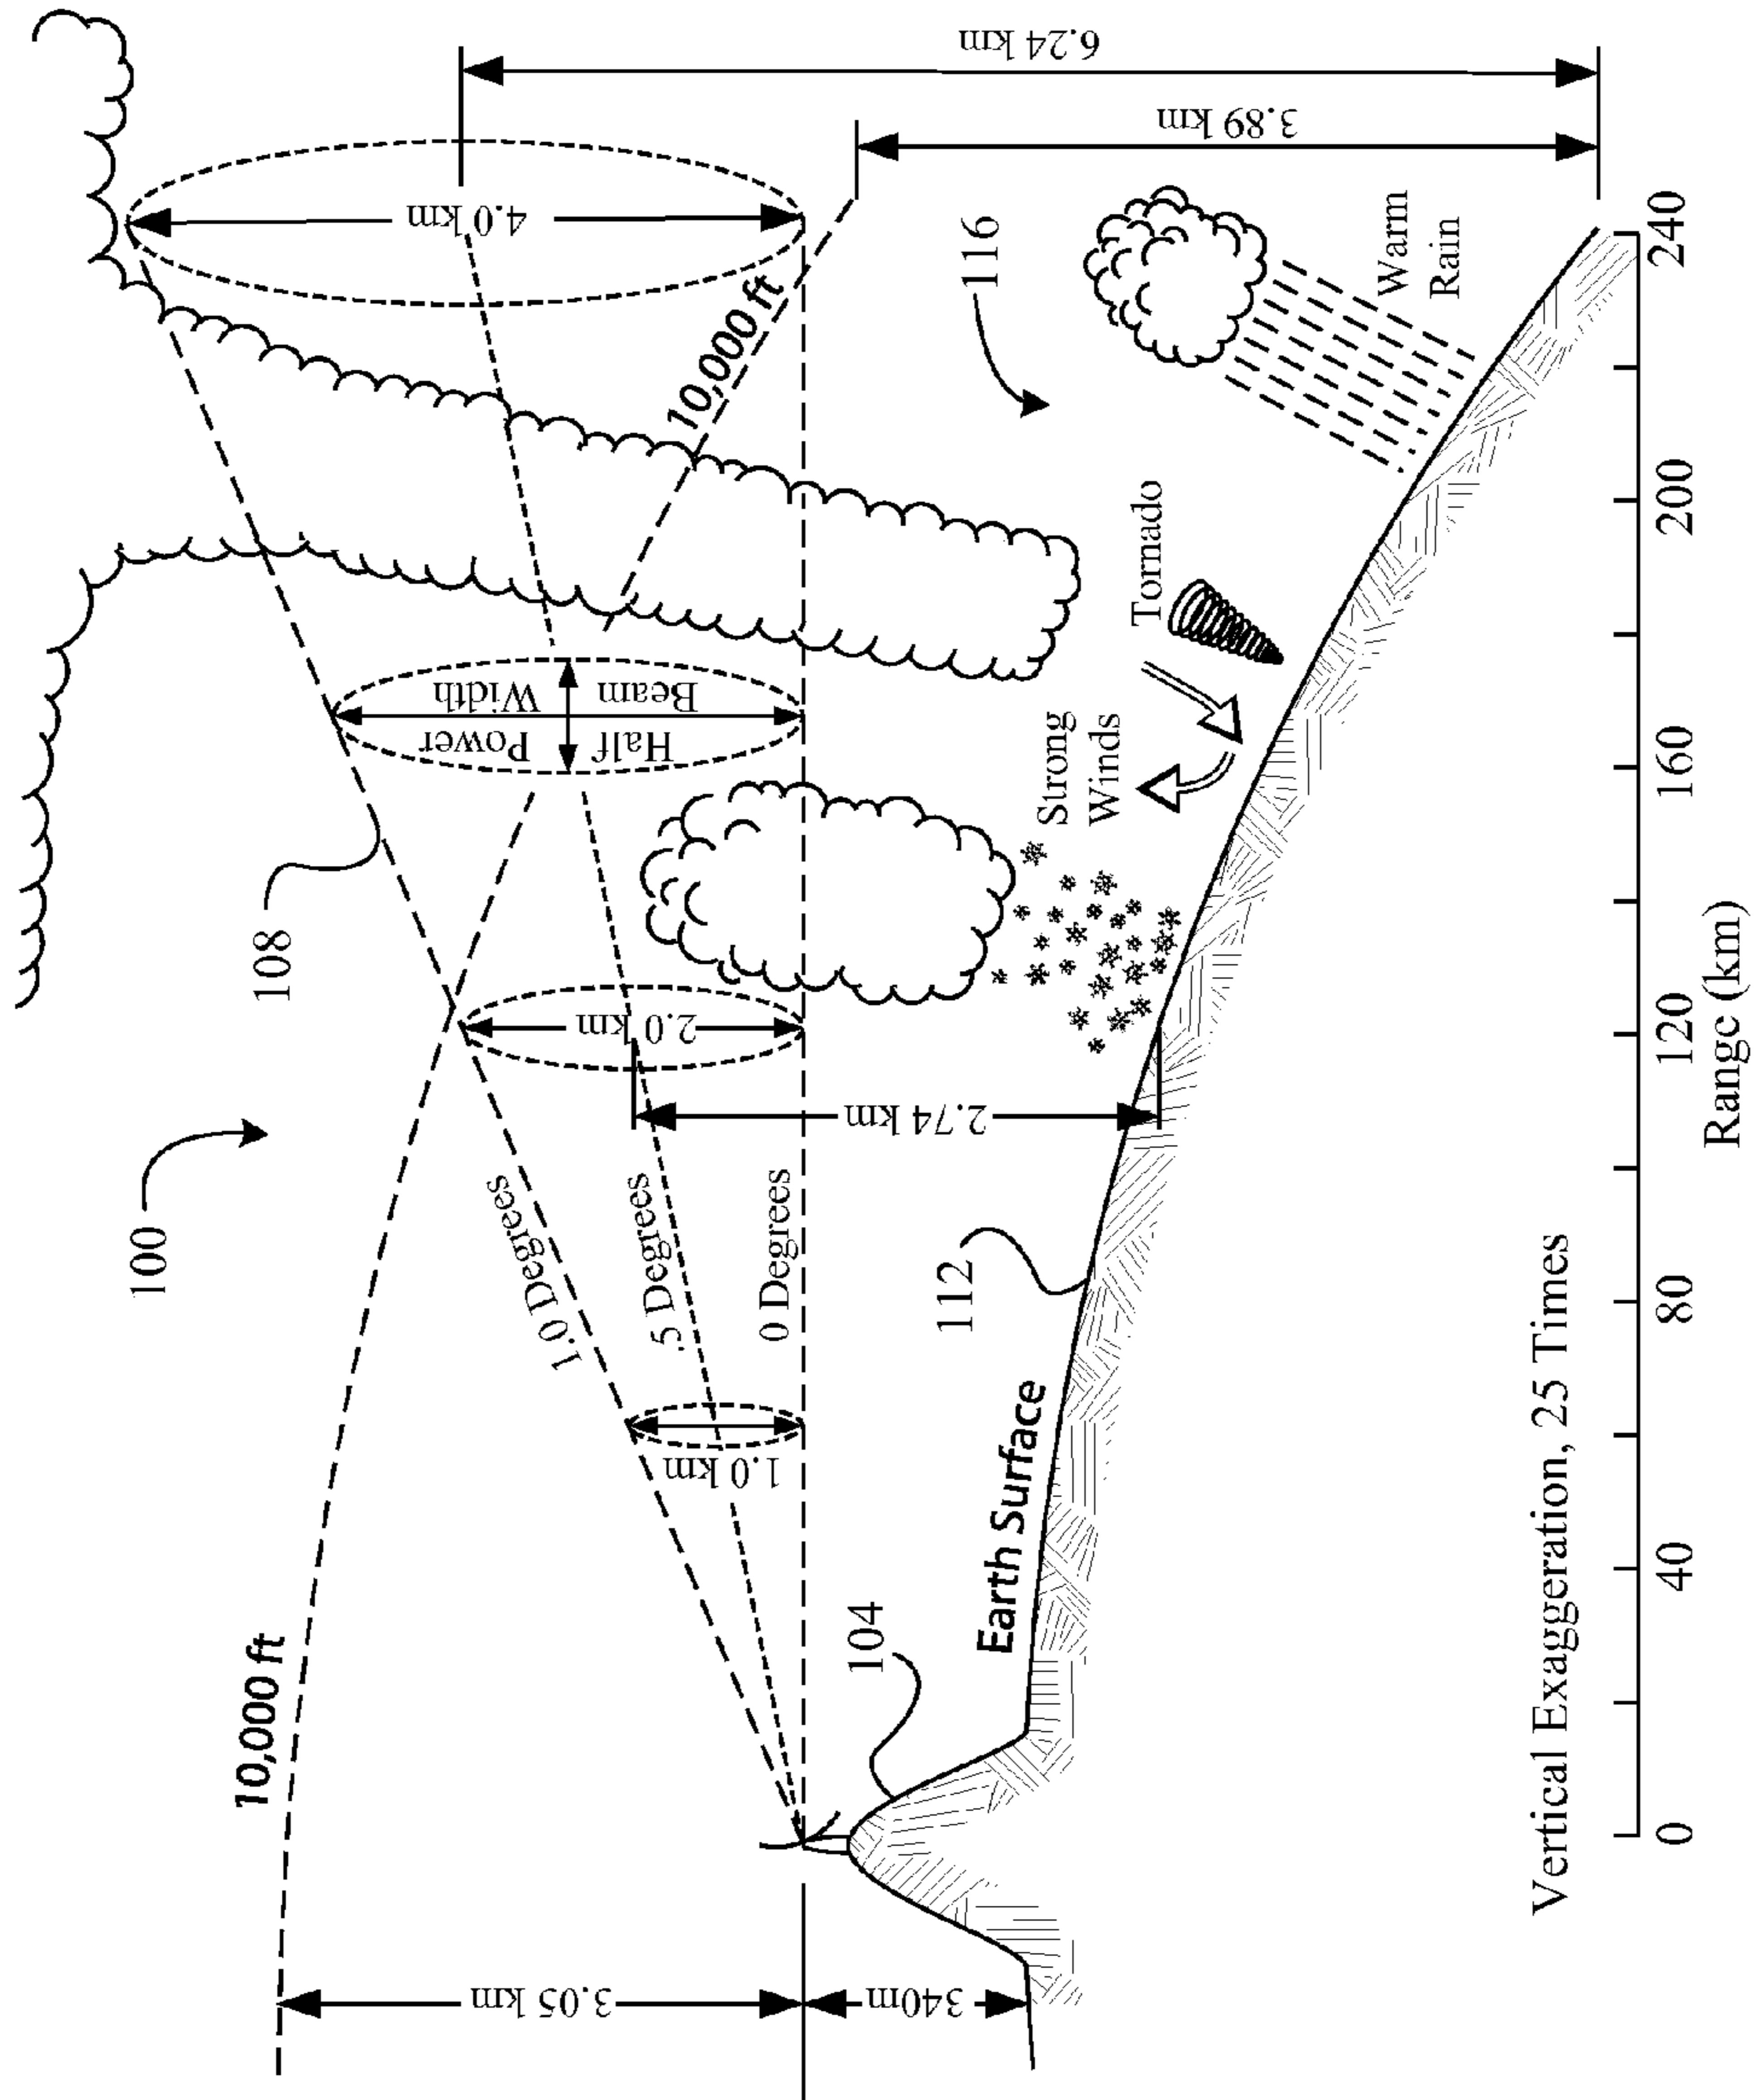 100
108
10,000 ft
10,000 ft
1.0 Degrees
.5 Degrees
0 Degrees
1.0 km
2.0 km
4.0 km
Half
Power
Beam
Width
3.05 km
340m
2.74 km
6.24 km
3.89 km
116
104
112
Earth Surface
Strong
Winds
Tornado
Warm
Rain
0
40
80
120
160
200
240
Range (km)
Vertical Exaggeration, 25 Times